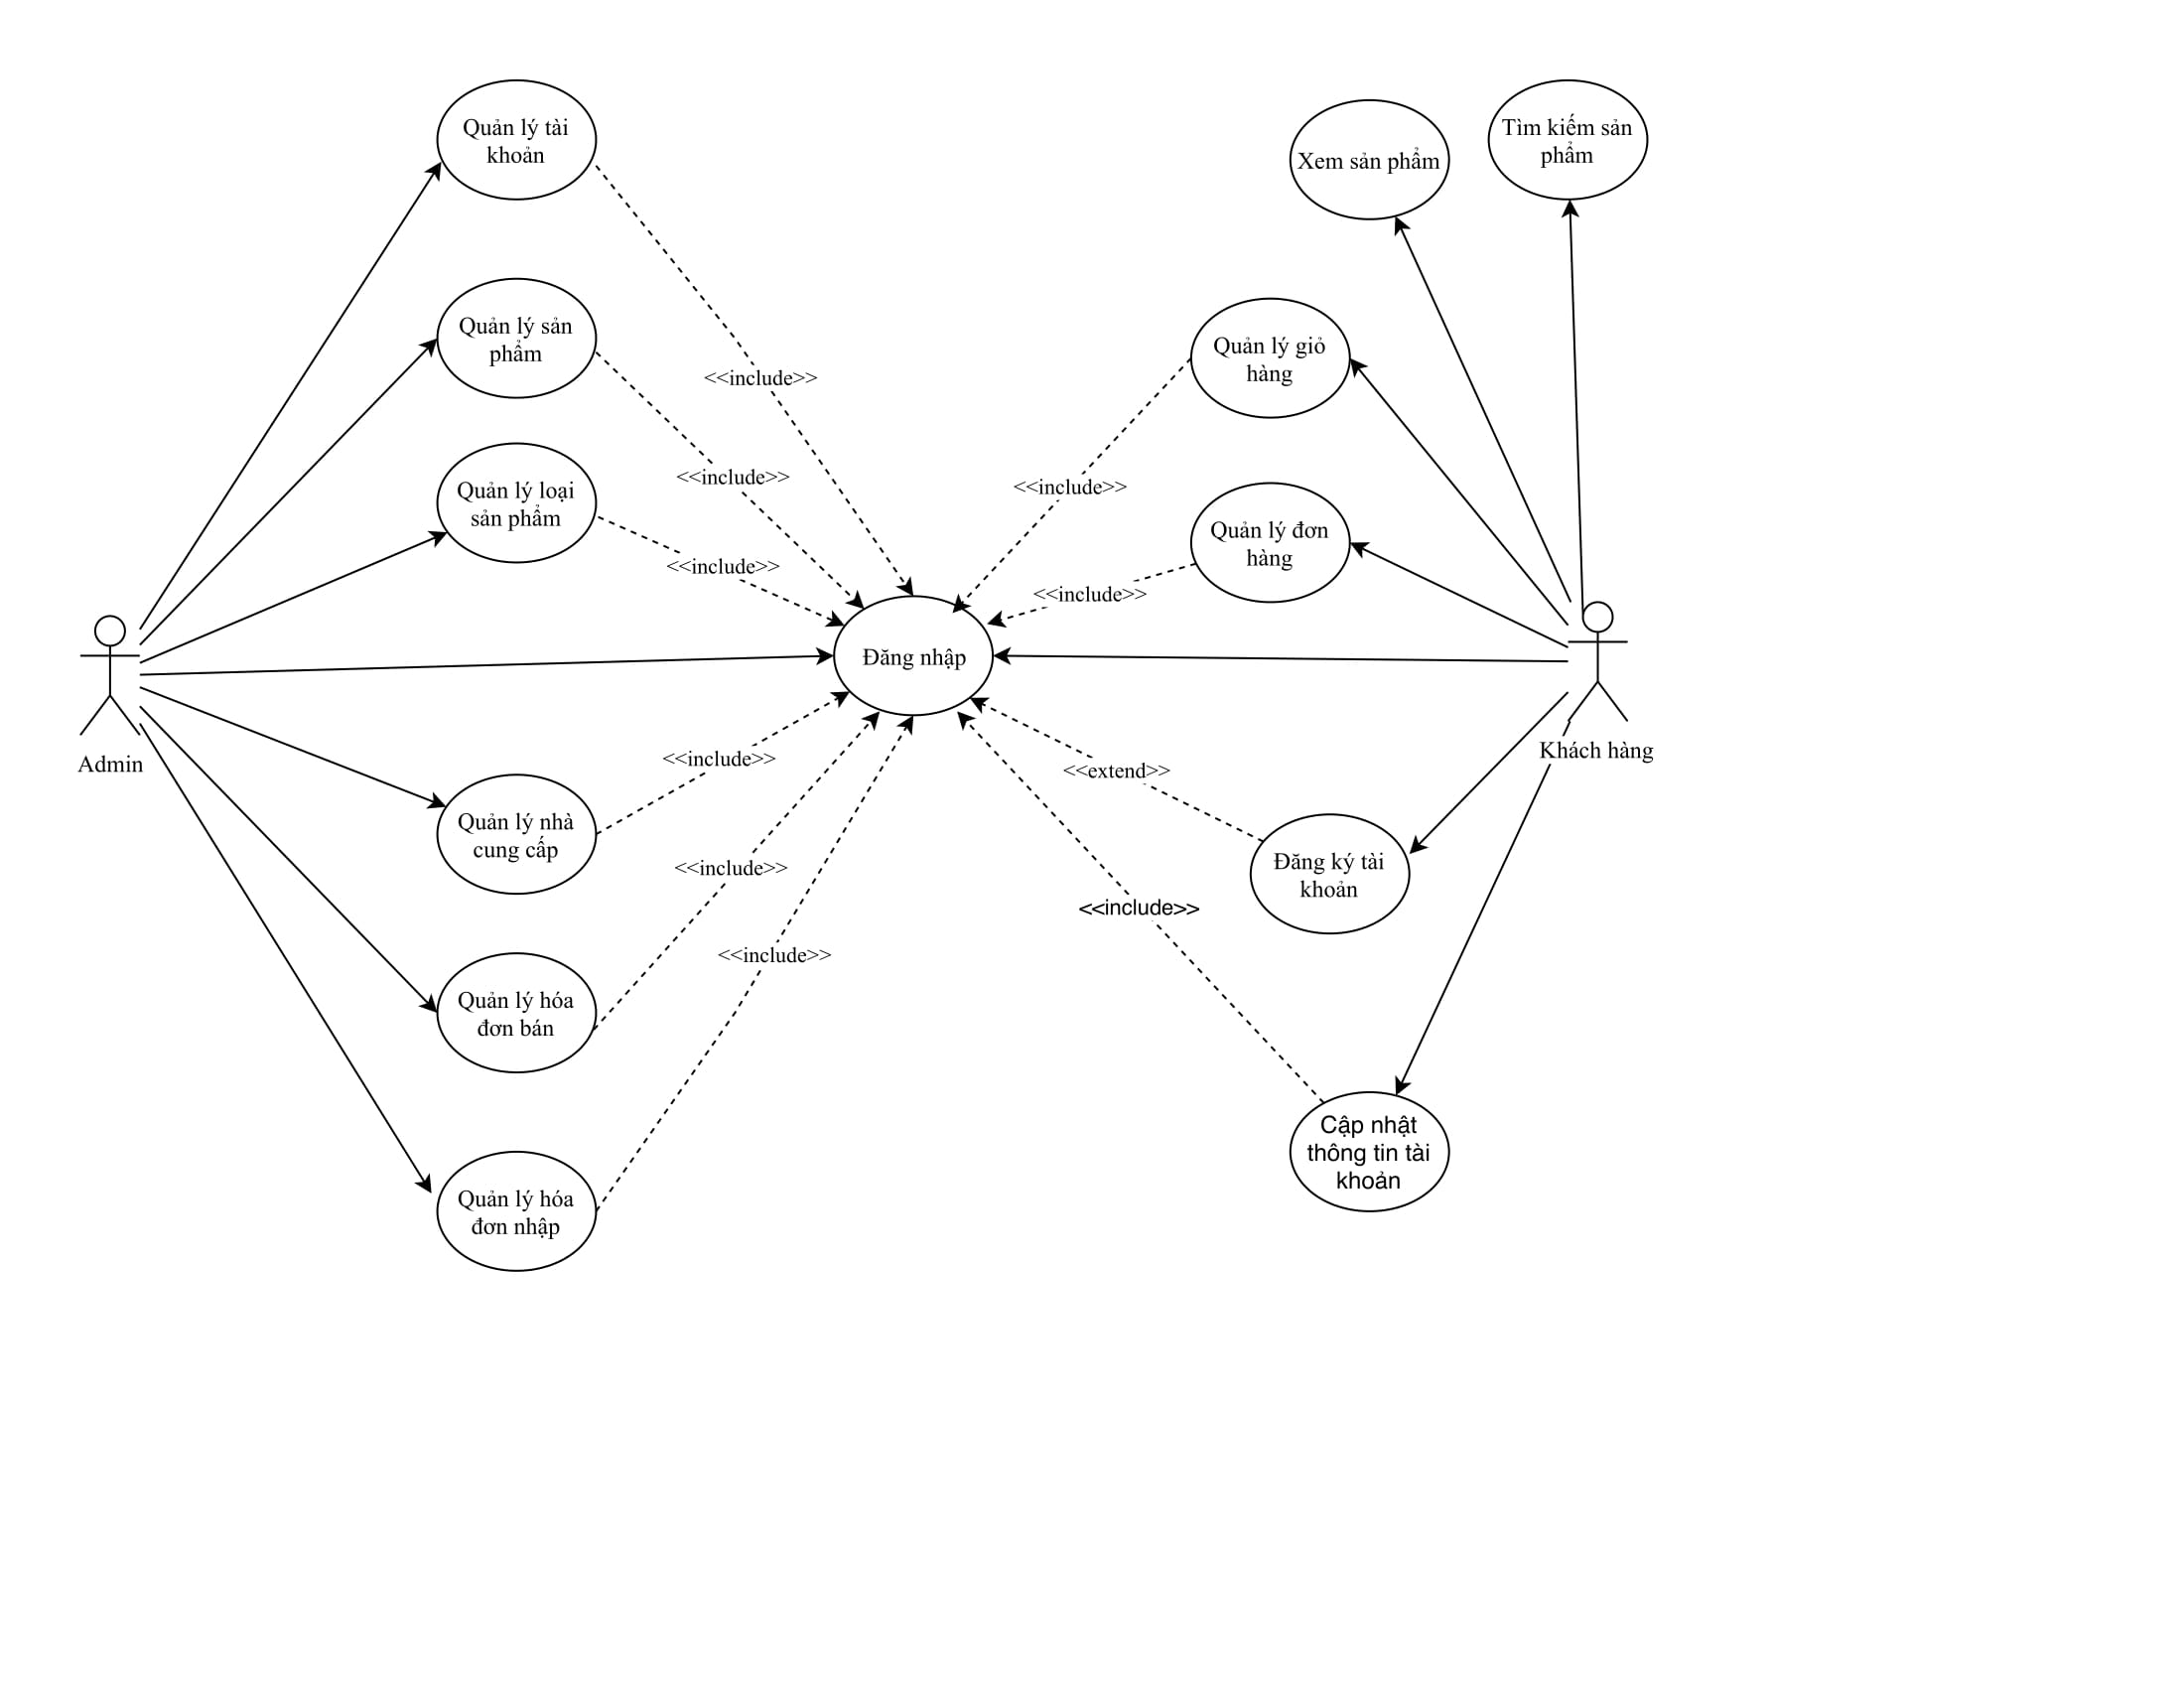 Quản lý tài
khoản
Xem sản phẩm
Tìm kiếm sản
phẩm
Quản lý sản
phẩm
Quản lý giỏ
hàng
<<include>>
Quản lý loại
sản phẩm
<<include>>
<<include>>
Quản lý đơn
hàng
<<include>>
<<include>>
Đăng nhập
Admin
Khách hàng
<<include>>
<<extend>>
Quản lý nhà
cung cấp
<<include>>
Đăng ký tài
khoản
<<include>>
<<include>>
Quản lý hóa
đơn bán
Cập nhật
thông tin tài
khoản
Quản lý hóa
đơn nhập